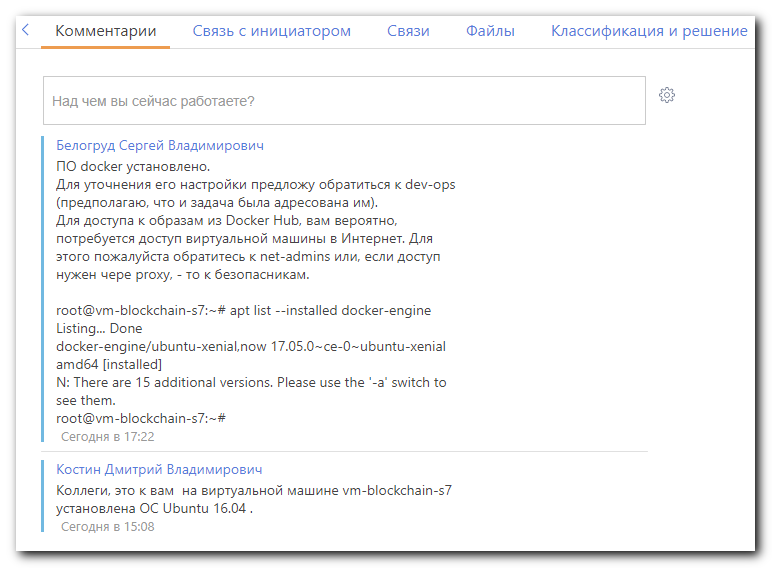 Комментарии Связь с инициатором Связи Файлы Классификация и решение
Над чем вы сейчас работаете?
Белогруд Сергей Владимирович
ПО docker установлено.
Для уточнения его настройки предложу обратиться к dev-ops
(предполагаю, что и задача была адресована им).
Для доступа к образам из Docker Hub, вам вероятно,
потребуется доступ виртуальной машины в Интернет. Для
этого пожалуйста обратитесь к net-admins или, если доступ
нужен чере proxy, - то к безопасникам.
root@vm-blockchain-s7:~# apt list --installed docker-engine
Listing... Done
docker-engine/ubuntu-xenial,now 17.05.0~ce-0~ubuntu-xenial
amd64 [installed]
N: There are 15 additional versions. Please use the '-a' switch to
see them.
root@vm-blockchain-s7:~#
Сегодня в 17:22
Костин Дмитрий Владимирович
Коллеги, это к вам на виртуальной машине vm-blockchain-s7
установлена ОС Ubuntu 16.04 .
Сегодня в 15:08